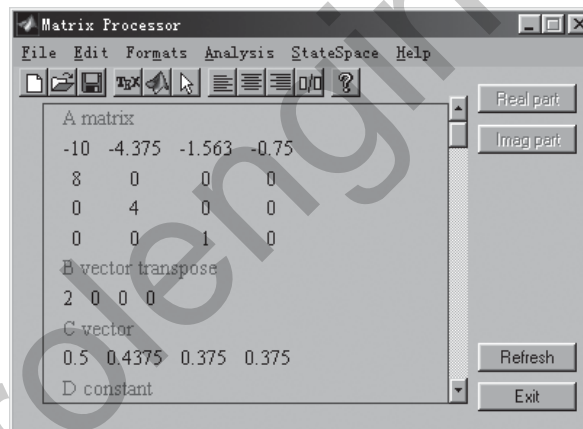 Matrix Processor
File Edit Formats Analysis StateSpace Help
TEX
Real part
Imag part
A matrix
-10 -4.375 -1.563 -0.75
8 0 0 0
0 4 0 0
0 0 1 0
B vector transpose
2 0 0 0
C vector
0.5 0.4375 0.375 0.375
D constant
Refresh
Exit